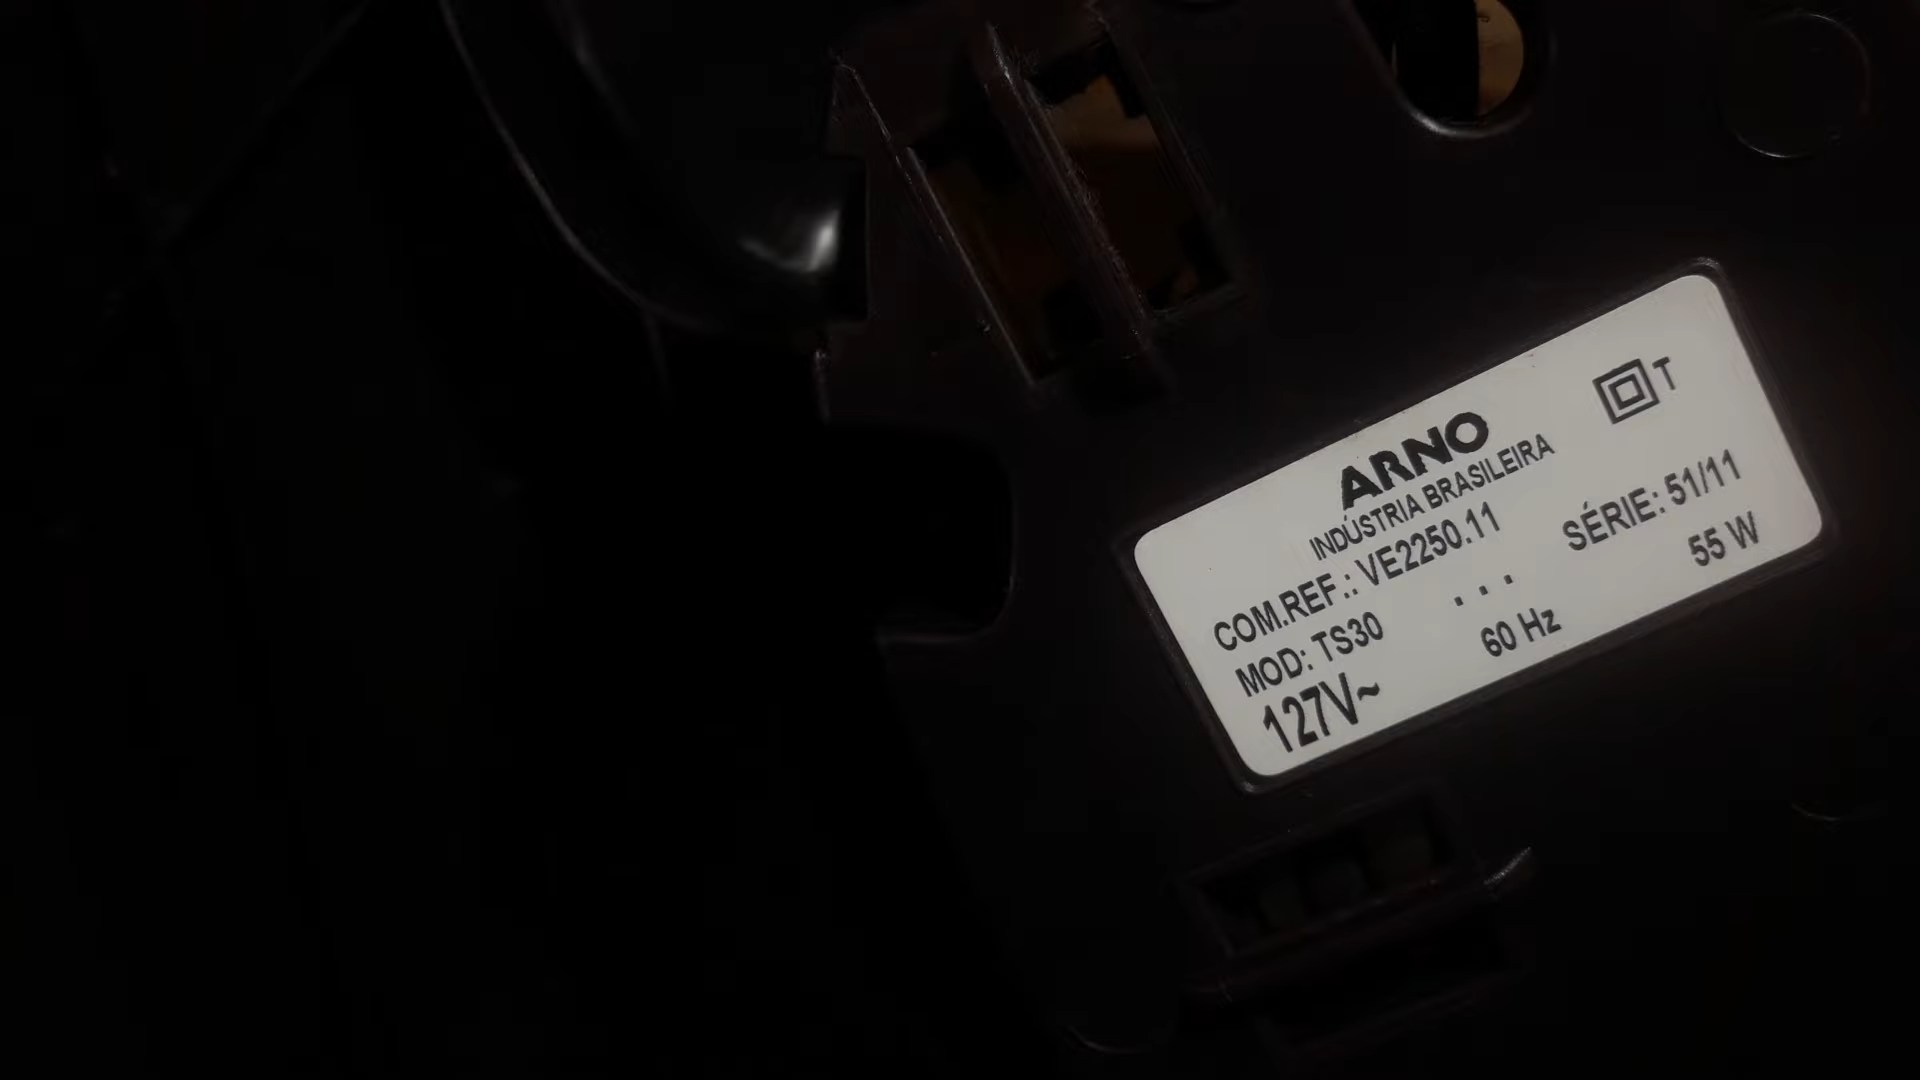 T
ARNO
INDÚSTRIA BRASILEIRA
COM.REF.: VE2250.11 SÉRIE: 51/11
MOD: TS30 . . . 55 W
127V~ 60 Hz